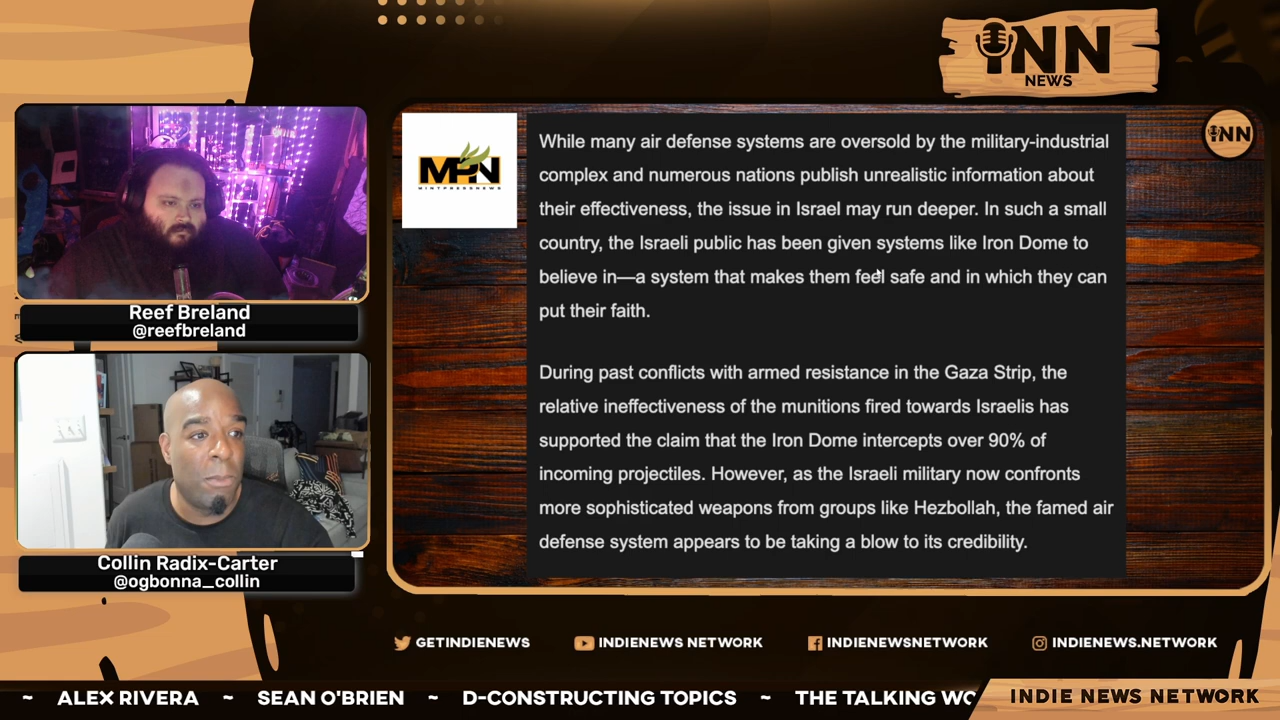 INN
NEWS
MPN
MINTPRESSNEWS
INN
While many air defense systems are oversold by the military-industrial
complex and numerous nations publish unrealistic information about
their effectiveness, the issue in Israel may run deeper. In such a small
country, the Israeli public has been given systems like Iron Dome to
believe in—a system that makes them feel safe and in which they can
put their faith.
During past conflicts with armed resistance in the Gaza Strip, the
relative ineffectiveness of the munitions fired towards Israelis has
supported the claim that the Iron Dome intercepts over 90% of
incoming projectiles. However, as the Israeli military now confronts
more sophisticated weapons from groups like Hezbollah, the famed air
defense system appears to be taking a blow to its credibility.
Reef Breland
@reefbreland
Collin Radix-Carter
@ogbonna_collin
GETINDIENEWS
INDIENEWS NETWORK
INDIENEWSNETWORK
INDIENEWS.NETWORK
~ ALEX RIVERA ~ SEAN O'BRIEN ~ D-CONSTRUCTING TOPICS ~ THE TALKING
INDIE NEWS NETWORK